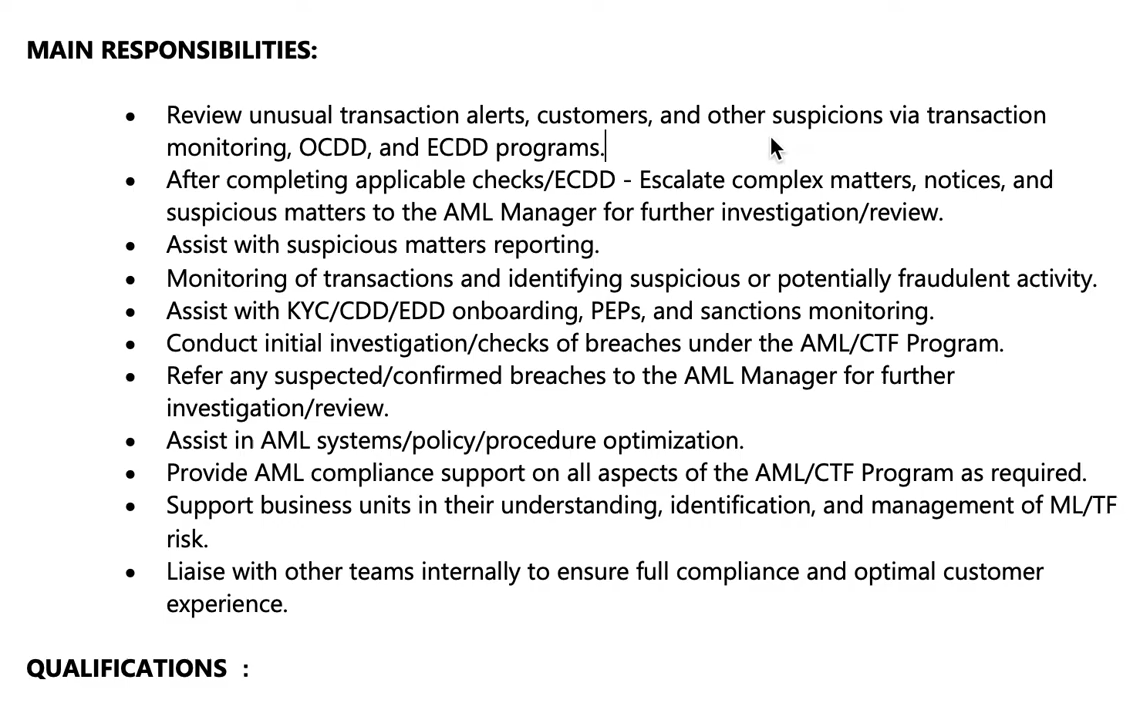 MAIN RESPONSIBILITIES:
• Review unusual transaction alerts, customers, and other suspicions via transaction
monitoring, OCDD, and ECDD programs.
• After completing applicable checks/ECDD - Escalate complex matters, notices, and
suspicious matters to the AML Manager for further investigation/review.
• Assist with suspicious matters reporting.
• Monitoring of transactions and identifying suspicious or potentially fraudulent activity.
• Assist with KYC/CDD/EDD onboarding, PEPs, and sanctions monitoring.
• Conduct initial investigation/checks of breaches under the AML/CTF Program.
• Refer any suspected/confirmed breaches to the AML Manager for further
investigation/review.
• Assist in AML systems/policy/procedure optimization.
• Provide AML compliance support on all aspects of the AML/CTF Program as required.
• Support business units in their understanding, identification, and management of ML/TF
risk.
• Liaise with other teams internally to ensure full compliance and optimal customer
experience.
QUALIFICATIONS :